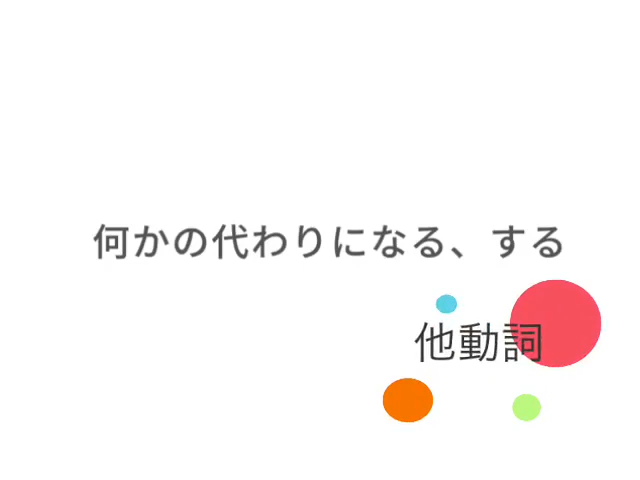 何かの代わりになる、する
他動詞